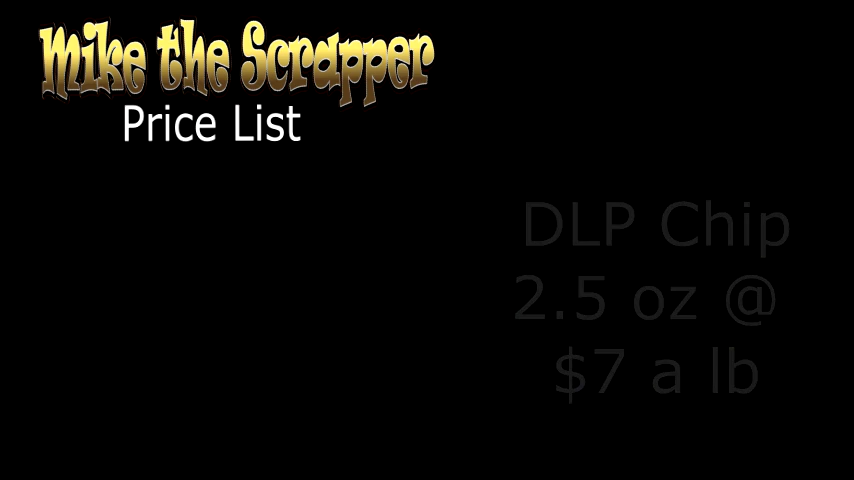 Mike the Scrapper
Price List
DLP Chip
2.5 oz @
$7 a lb